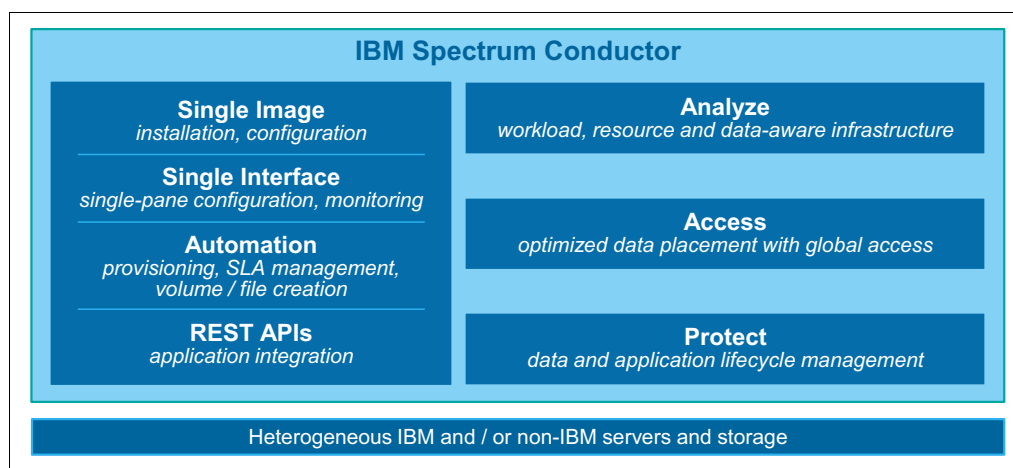 IBM Spectrum Conductor
Single Image
installation, configuration
Single Interface
single-pane configuration, monitoring
Automation
provisioning, SLA management,
volume / file creation
REST APIs
application integration
Analyze
workload, resource and data-aware infrastructure
Access
optimized data placement with global access
Protect
data and application lifecycle management
Heterogeneous IBM and / or non-IBM servers and storage